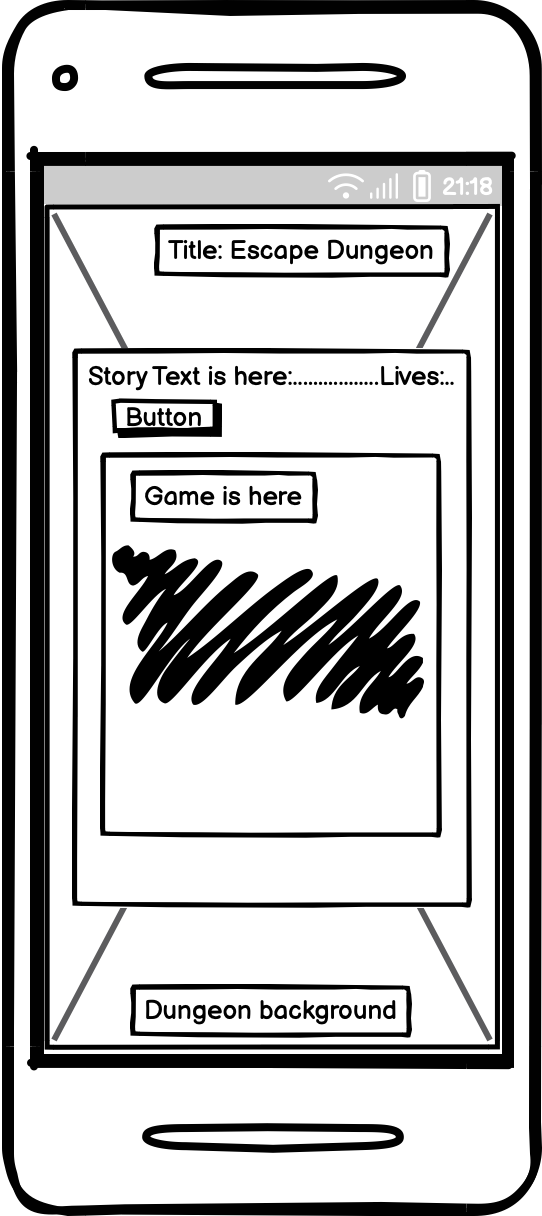 21:18
Title: Escape Dungeon
Story Text is here:..................Lives:..
Button
Game is here
Dungeon background